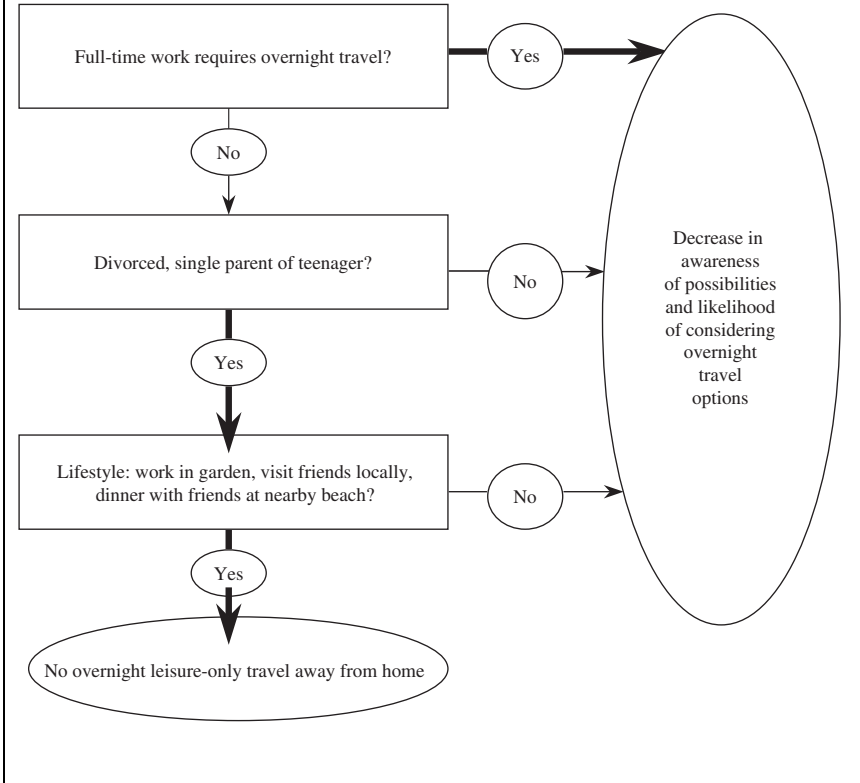 Full-time work requires overnight travel?
Yes
No
Divorced, single parent of teenager?
No
Yes
Lifestyle: work in garden, visit friends locally,
dinner with friends at nearby beach?
No
Yes
No overnight leisure-only travel away from home
Decrease in
awareness
of possibilities
and likelihood
of considering
overnight
travel
options